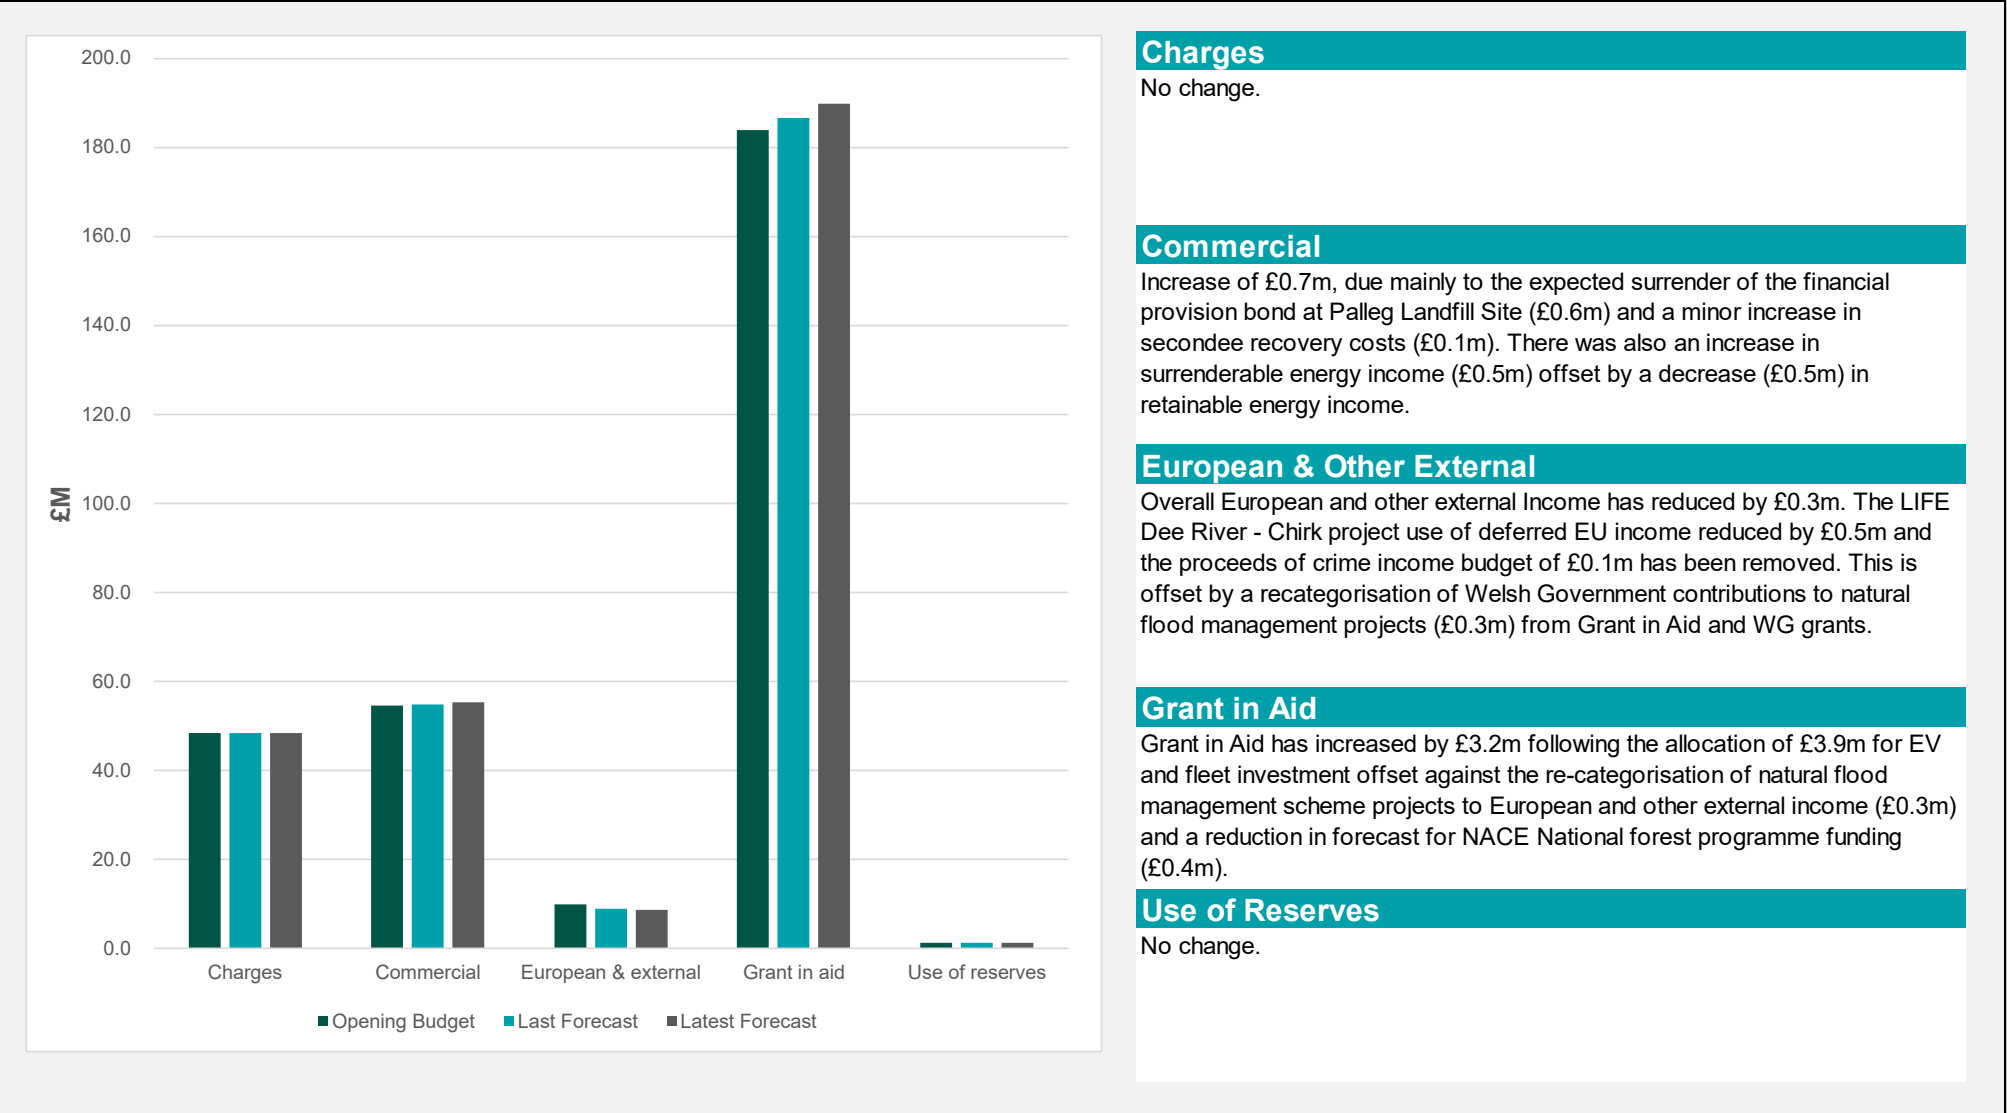 200.0
180.0
160.0
140.0
120.0
100.0
80.0
60.0
40.0
20.0
0.0
£M
Charges
Commercial
European & external
Grant in aid
Use of reserves
Opening Budget
Last Forecast
Latest Forecast
Charges
No change.
Commercial
Increase of £0.7m, due mainly to the expected surrender of the financial
provision bond at Palleg Landfill Site (£0.6m) and a minor increase in
secondee recovery costs (£0.1m). There was also an increase in
surrenderable energy income (£0.5m) offset by a decrease (£0.5m) in
retainable energy income.
European & Other External
Overall European and other external Income has reduced by £0.3m. The LIFE
Dee River - Chirk project use of deferred EU income reduced by £0.5m and
the proceeds of crime income budget of £0.1m has been removed. This is
offset by a recategorisation of Welsh Government contributions to natural
flood management projects (£0.3m) from Grant in Aid and WG grants.
Grant in Aid
Grant in Aid has increased by £3.2m following the allocation of £3.9m for EV
and fleet investment offset against the re-categorisation of natural flood
management scheme projects to European and other external income (£0.3m)
and a reduction in forecast for NACE National forest programme funding
(£0.4m).
Use of Reserves
No change.